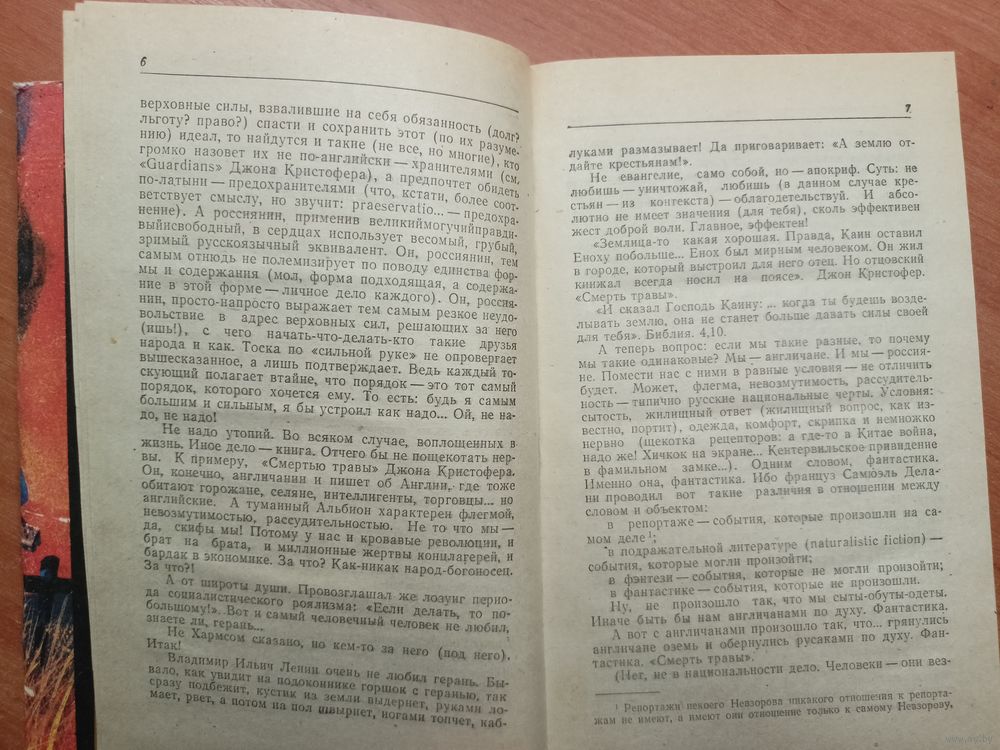 6
верховные силы, взвалившие на себя обязанность (долг?
льготу? право?) спасти и сохранить этот (по их разуме-
нию) идеал, то найдутся и такие (не все, но многие), кто
громко назовет их не по-английски — хранителями (см.
«Guardians» Джона Кристофера), а предпочтет обидеть
по-латыни — предохранителями (что, кстати, более соот-
ветствует смыслу, но звучит: praeservatio... — предохра-
нение). А россиянин, применив великиймогучийправди-
выйисвободный, в сердцах использует весомый, грубый,
зримый русскоязычный эквивалент. Он, россиянин, тем
самым отнюдь не полемизирует по поводу единства фор-
мы и содержания (мол, форма подходящая, а содержа-
ние в этой форме — личное дело каждого). Он, россия-
нин, просто-напросто выражает тем самым резкое неудо-
вольствие в адрес верховных сил, решающих за него
(ишь!), с чего начать-что-делать-кто такие друзья
народа и как. Тоска по «сильной руке» не опровергает
вышесказанное, а лишь подтверждает. Ведь каждый то-
скующий полагает втайне, что порядок — это тот самый
порядок, которого хочется ему. То есть: будь я самым
большим и сильным, я бы устроил как надо... Ой, не на-
до, не надо!
Не надо утопий. Во всяком случае, воплощенных в
жизнь. Иное дело — книга. Отчего бы не пощекотать нер-
вы. К примеру, «Смертью травы» Джона Кристофера.
Он, конечно, англичанин и пишет об Англии, где тоже
обитают горожане, селяне, интеллигенты, торговцы... но
английские. А туманный Альбион характерен флегмой,
невозмутимостью, рассудительностью. Не то что мы —
да, скифы мы! Потому у нас и кровавые революции, и
брат на брата, и миллионные жертвы концлагерей, и
бардак в экономике. За что? Как-никак народ-богоносец.
За что?!
А от широты души. Провозглашал же лозунг перио-
да социалистического роялизма: «Если делать, то по-
большому!». Вот и самый человечный человек не любил,
знаете ли, герань...
Не Хармсом сказано, но кем-то за него (под него).
Итак!
Владимир Ильич Ленин очень не любил герань. Бы-
вало, как увидит на подоконнике горшок с геранью, так
сразу подбежит, кустик из земли выдернет, руками ло-
мает, рвет, а потом на пол швырнет, ногами топчет, каб-
7
луками размазывает! Да приговаривает: «А землю от-
дайте крестьянам!».
Не евангелие, само собой, но — апокриф. Суть: не
любишь — уничтожай, любишь (в данном случае кре-
стьян — из контекста) — облагодетельствуй. И абсо-
лютно не имеет значения (для тебя), сколь эффективен
жест доброй воли. Главное, эффектен!
«Землица-то какая хорошая. Правда, Каин оставил
Еноху побольше... Енох был мирным человеком. Он жил
в городе, который выстроил для него отец. Но отцовский
кинжал всегда носил на поясе». Джон Кристофер.
«Смерть травы».
«И сказал Господь Каину: ... когда ты будешь возде-
лывать землю, она не станет больше давать силы своей
для тебя». Библия. 4,10.
А теперь вопрос: если мы такие разные, то почему
мы такие одинаковые? Мы — англичане. И мы — россия-
не. Помести нас с ними в равные условия — не отличить
будет. Может, флегма, невозмутимость, рассудитель-
ность — типично русские национальные черты. Условия:
сытость, жилищный ответ (жилищный вопрос, как из-
вестно, портит), одежда, комфорт, скрипка и немножко
нервно (щекотка рецепторов: а где-то в Китае война,
надо же! Хичкок на экране... Кентервильское привидение
в фамильном замке...). Одним словом, фантастика.
Именно она, фантастика. Ибо француз Самюэль Дела-
ни проводил вот такие различия в отношении между
словом и объектом:
в репортаже — события, которые произошли на са-
мом деле¹;
в подражательной литературе (naturalistic fiction) —
события, которые могли произойти;
в фэнтези — события, которые не могли произойти;
в фантастике — события, которые не произошли.
Ну, не произошло так, что мы сыты-обуты-одеты.
Иначе быть бы нам англичанами по духу. Фантастика.
А вот с англичанами произошло так, что... грянулись
англичане оземь и обернулись русаками по духу. Фан-
тастика. «Смерть травы».
(Нет, не в национальности дело. Человеки — они вез-
¹ Репортажи некоего Невзорова никакого отношения к репорта-
жам не имеют, а имеют они отношение только к самому Невзорову,